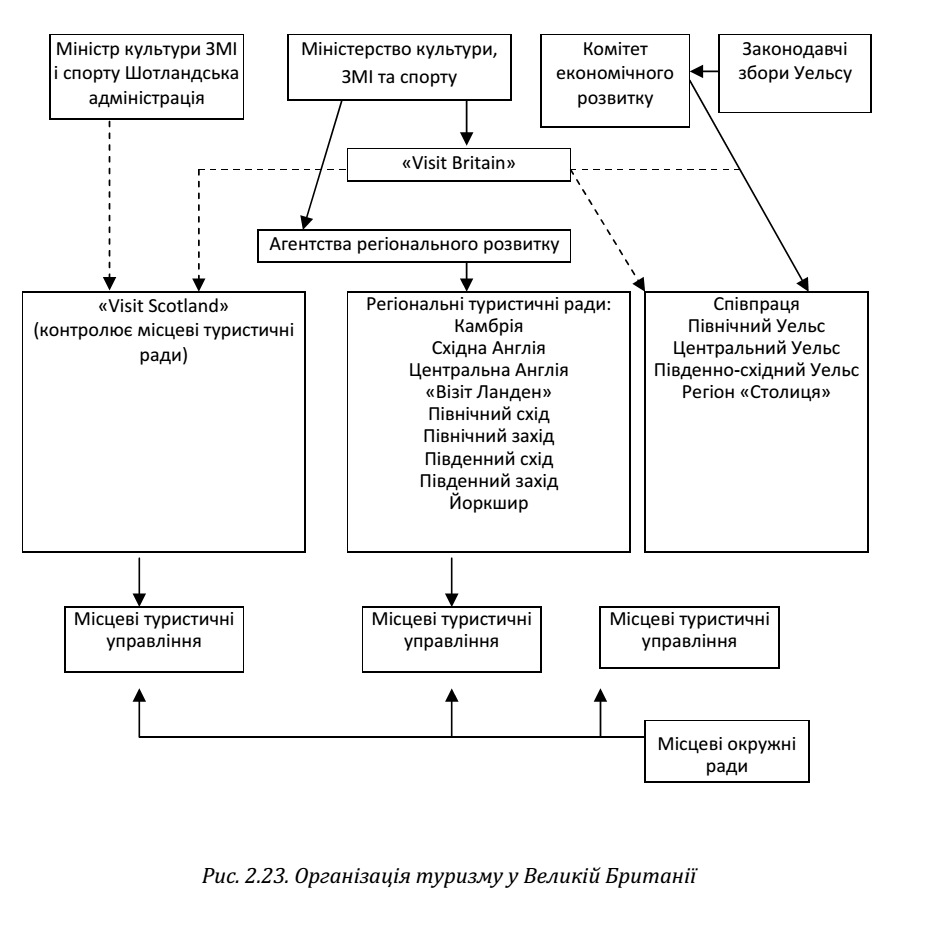 Міністр культури ЗМІ
і спорту Шотландська
адміністрація
Міністерство культури,
ЗМІ та спорту
Комітет
економічного
розвитку
Законодавчі
збори Уельсу
«Visit Britain»
Агентства регіонального розвитку
«Visit Scotland»
(контролює місцеві туристичні
ради)
Регіональні туристичні ради:
Камбрія
Східна Англія
Центральна Англія
«Візіт Ланден»
Північний схід
Північний захід
Південний схід
Південний захід
Йоркшир
Співпраця
Північний Уельс
Центральний Уельс
Південно-східний Уельс
Регіон «Столиця»
Місцеві туристичні
управління
Місцеві туристичні
управління
Місцеві туристичні
управління
Місцеві окружні
ради
Рис. 2.23. Організація туризму у Великій Британії